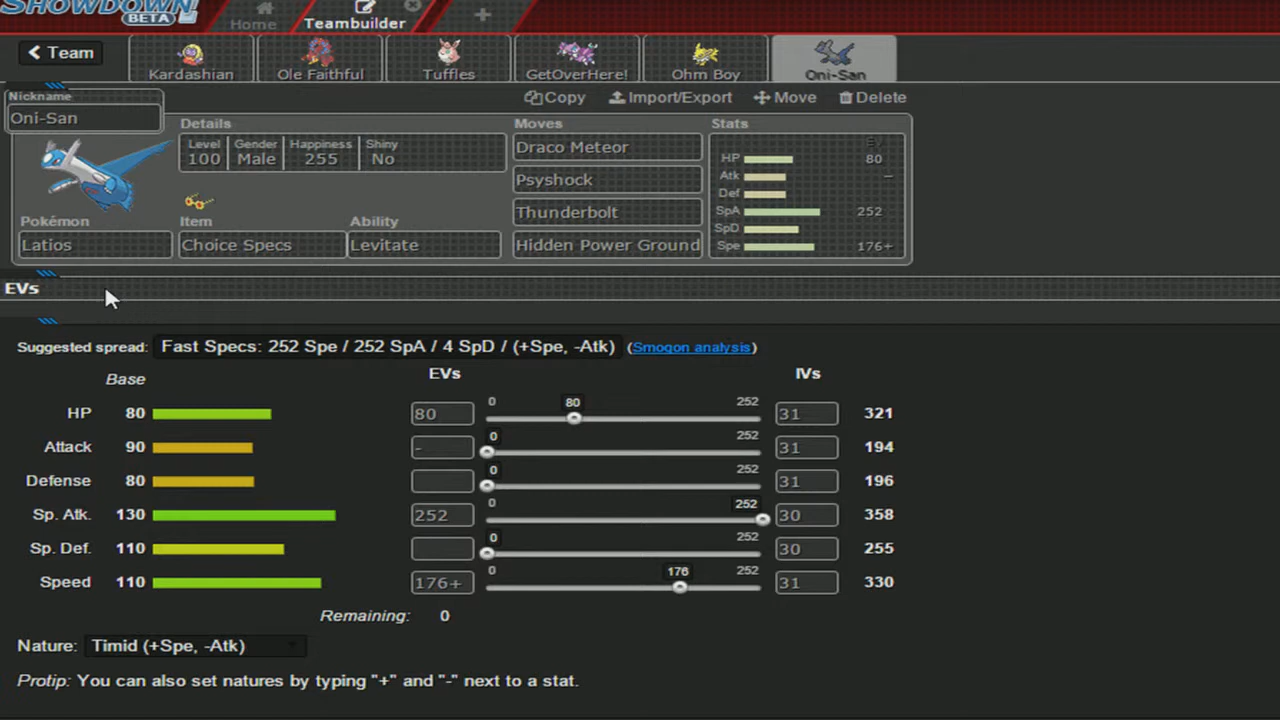 SHOWDOWN
BETA
Home
Teambuilder
+
Team
Kardashian
Ole Faithful
Tuffles
GetOverHere!
Ohm Boy
Oni-San
Nickname
Oni-San
Copy
Import/Export
Move
Delete
Details
Level
Gender
Happiness
Shiny
100
Male
255
No
Pokémon
Latios
Item
Choice Specs
Ability
Levitate
Moves
Draco Meteor
Psyshock
Thunderbolt
Hidden Power Ground
Stats
EV
HP 80
Atk –
Def
SpA 252
SpD
Spe 176+
EVs
Suggested spread: Fast Specs: 252 Spe / 252 SpA / 4 SpD / (+Spe, -Atk) (Smogon analysis)
Base EVs IVs
HP 80 80 0 80 252 31 321
Attack 90 - 0 252 31 194
Defense 80 0 252 31 196
Sp. Atk. 130 252 0 252 30 358
Sp. Def. 110 0 252 30 255
Speed 110 176+ 0 176 252 31 330
Remaining: 0
Nature: Timid (+Spe, -Atk)
Protip: You can also set natures by typing "+" and "-" next to a stat.